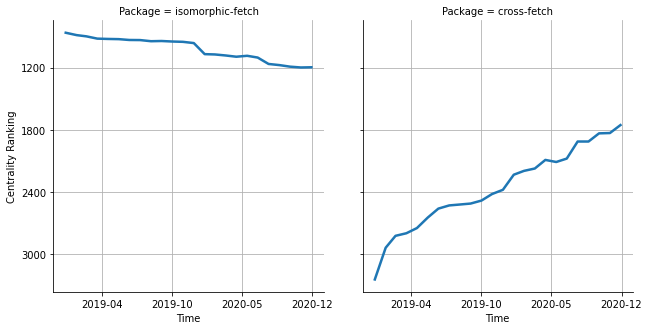 Package = isomorphic-fetch
Package = cross-fetch
Centrality Ranking
1200
1800
2400
3000
2019-04
2019-10
2020-05
2020-12
2019-04
2019-10
2020-05
2020-12
Time
Time